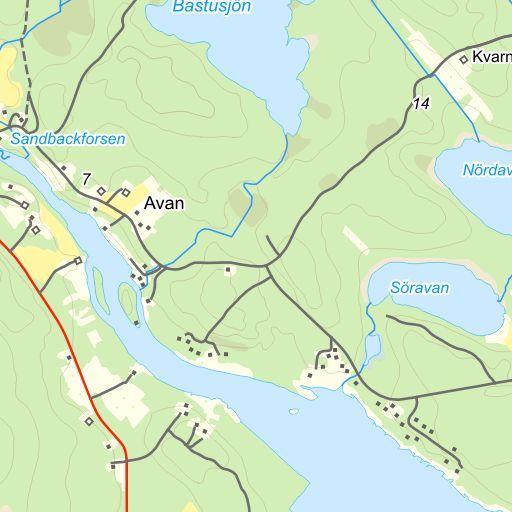 Bastusjön
Kvarn
14
Sandbackforsen
Nördav
7
Avan
Söravan